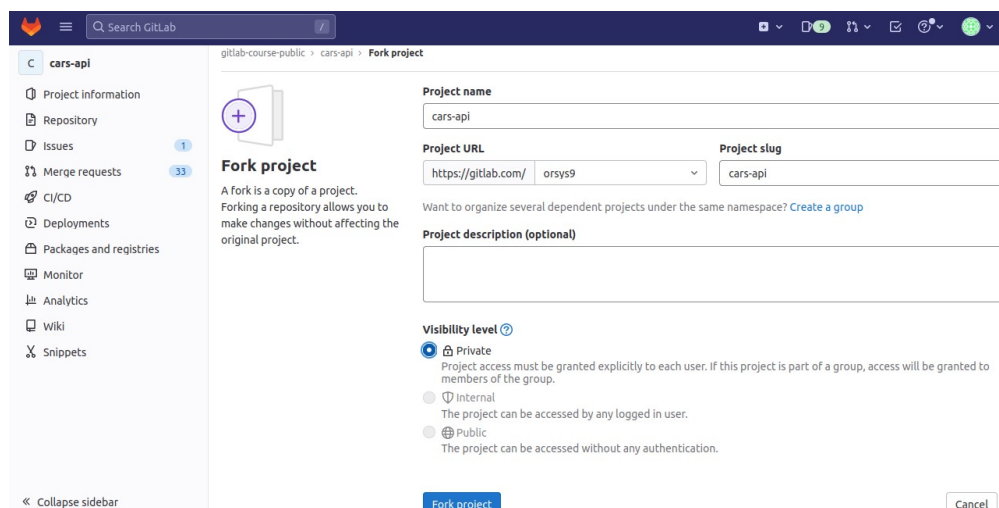 Search GitLab
/
9
C cars-api
Project information
Repository
Issues 1
Merge requests 33
CI/CD
Deployments
Packages and registries
Monitor
Analytics
Wiki
Snippets
« Collapse sidebar
gitlab-course-public > cars-api > Fork project
Fork project
A fork is a copy of a project.
Forking a repository allows you to
make changes without affecting the
original project.
Project name
cars-api
Project URL
Project slug
https://gitlab.com/ orsys9
cars-api
Want to organize several dependent projects under the same namespace? Create a group
Project description (optional)
Visibility level
Private
Project access must be granted explicitly to each user. If this project is part of a group, access will be granted to
members of the group.
Internal
The project can be accessed by any logged in user.
Public
The project can be accessed without any authentication.
Fork project
Cancel